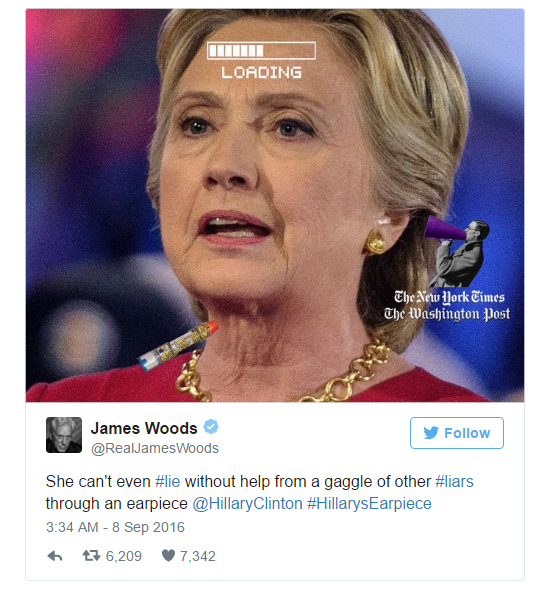 LOADING
The New York Times
The Washington Post
James Woods
@RealJamesWoods
Follow
She can't even #lie without help from a gaggle of other #liars
through an earpiece @HillaryClinton #HillarysEarpiece
3:34 AM - 8 Sep 2016
6,209 7,342